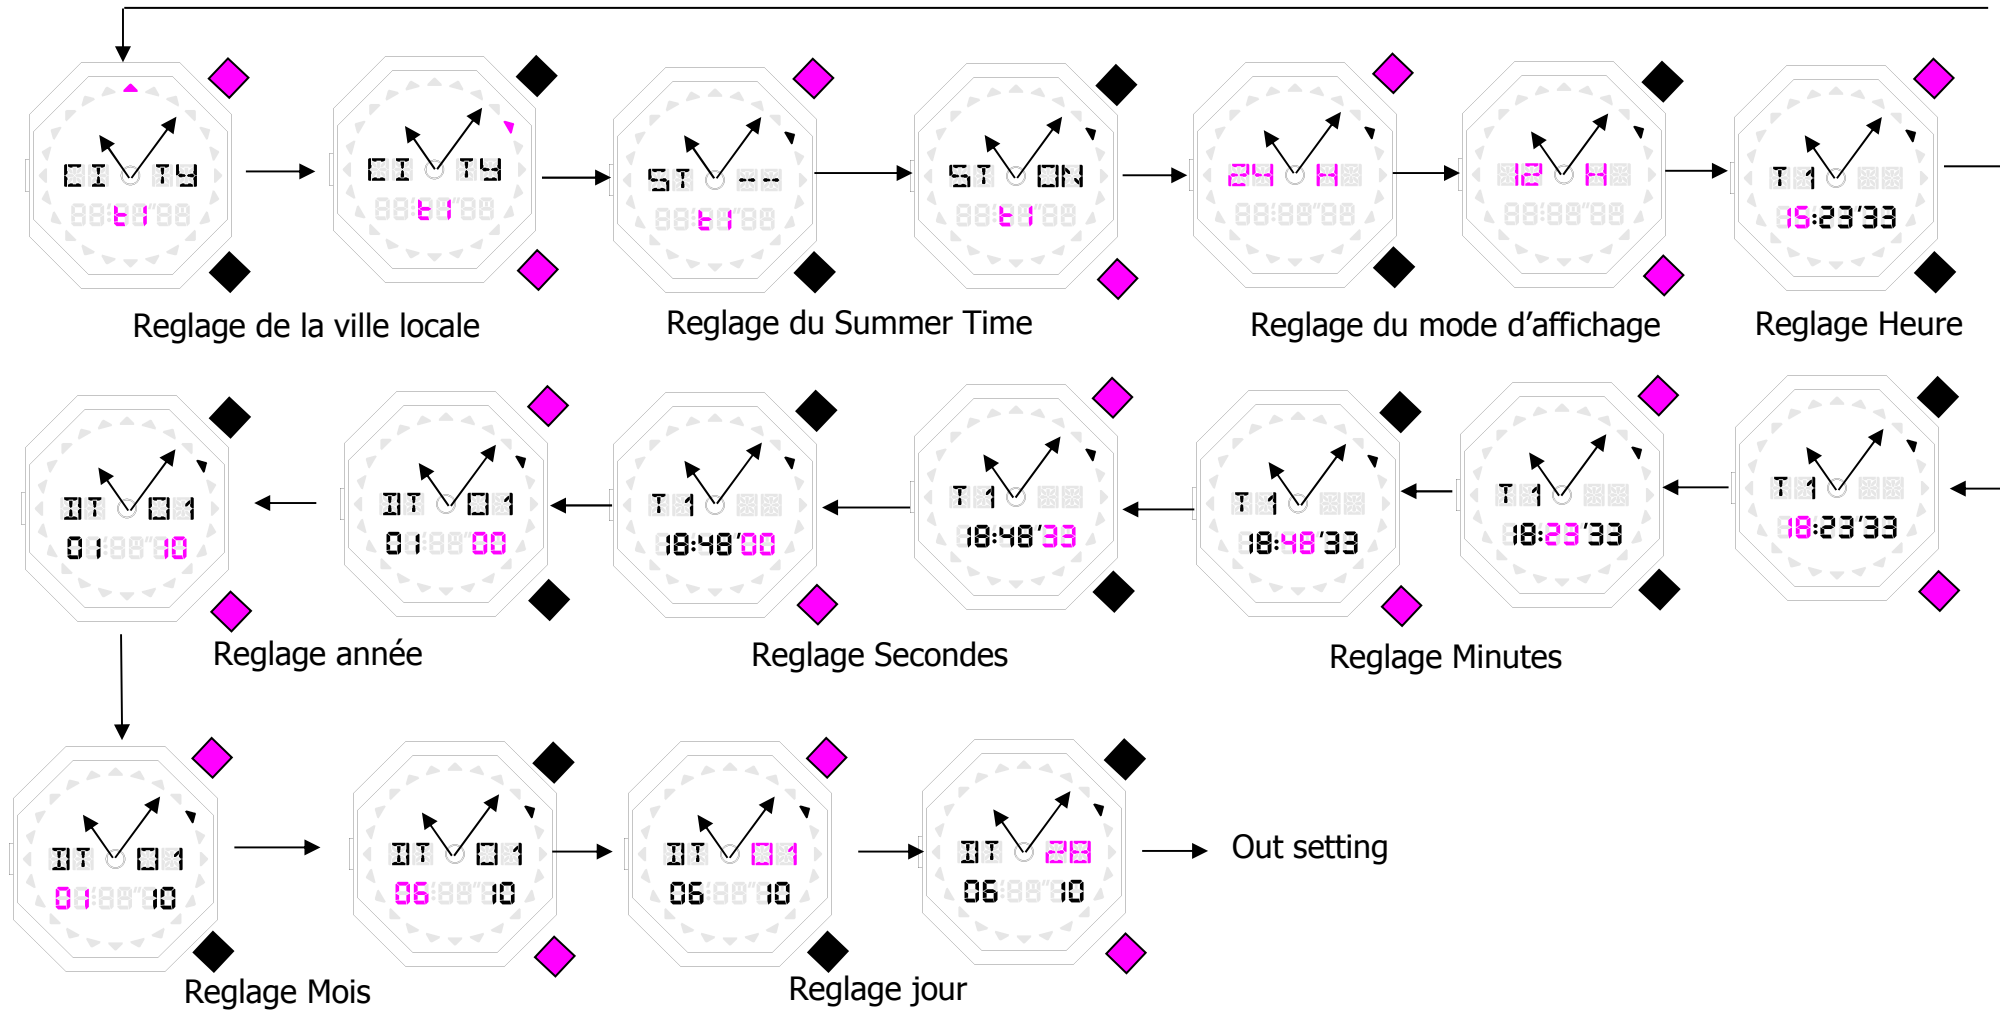 CI TY
t1
CI TY
t1
ST --
t1
ST ON
t1
24 H
12 H
T1
15:23'33
Reglage de la ville locale
Reglage du Summer Time
Reglage du mode d'affichage
Reglage Heure
DT 01
01 10
DT 01
01 00
T1
18:48'00
T1
18:48'33
T1
18:48'33
T1
18:23'33
T1
18:23'33
Reglage année
Reglage Secondes
Reglage Minutes
DT 01
01 10
DT 01
06 10
DT 01
06 10
DT 28
06 10
Out setting
Reglage Mois
Reglage jour